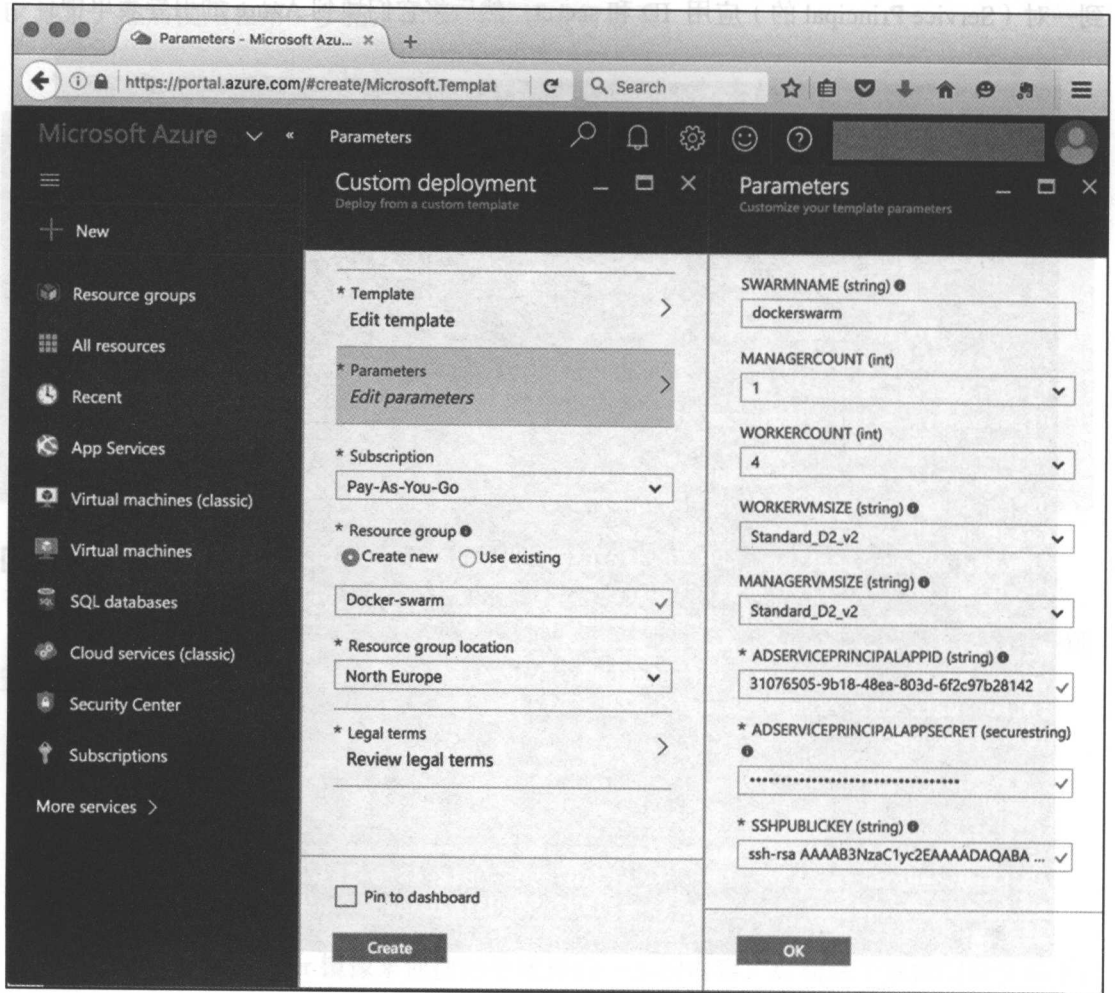 Parameters - Microsoft Azu...
https://portal.azure.com/#create/Microsoft.Templat
Search
Microsoft Azure
Parameters
New
Resource groups
All resources
Recent
App Services
Virtual machines (classic)
Virtual machines
SQL databases
Cloud services (classic)
Security Center
Subscriptions
More services
Custom deployment
Deploy from a custom template
* Template
Edit template
* Parameters
Edit parameters
* Subscription
Pay-As-You-Go
* Resource group
Create new Use existing
Docker-swarm
* Resource group location
North Europe
* Legal terms
Review legal terms
Pin to dashboard
Create
Parameters
Customize your template parameters
SWARMNAME (string)
dockerswarm
MANAGERCOUNT (int)
1
WORKERCOUNT (int)
4
WORKERVMSIZE (string)
Standard_D2_v2
MANAGERVMSIZE (string)
Standard_D2_v2
* ADSERVICEPRINCIPALAPPID (string)
31076505-9b18-48ea-803d-6f2c97b28142
* ADSERVICEPRINCIPALAPPSECRET (securestring)
* SSHPUBLICKEY (string)
ssh-rsa AAAAB3NzaC1yc2EAAAADAQABA ...
OK